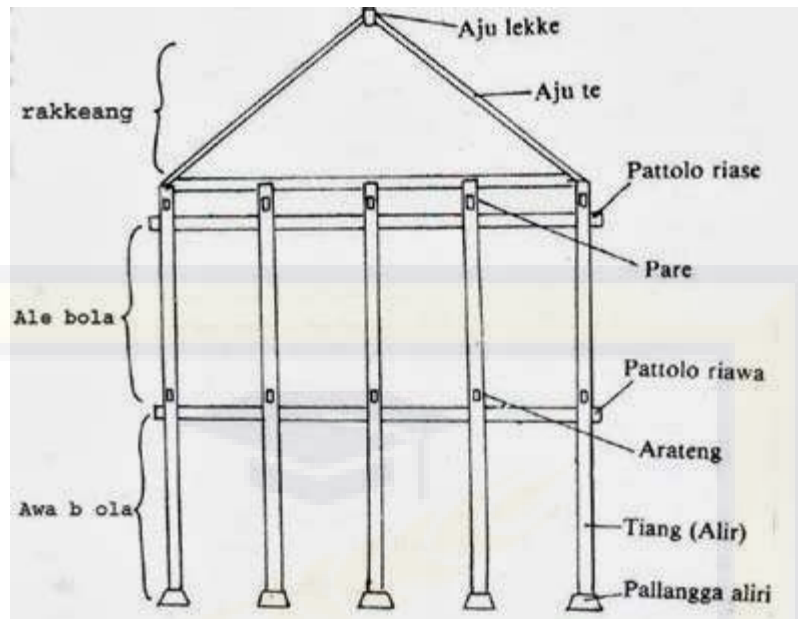 Aju lekke
Aju te
rakkeang
Pattolo riase
Pare
Ale bola
Pattolo riawa
Arateng
Awa b ola
Tiang (Alir)
Pallangga aliri